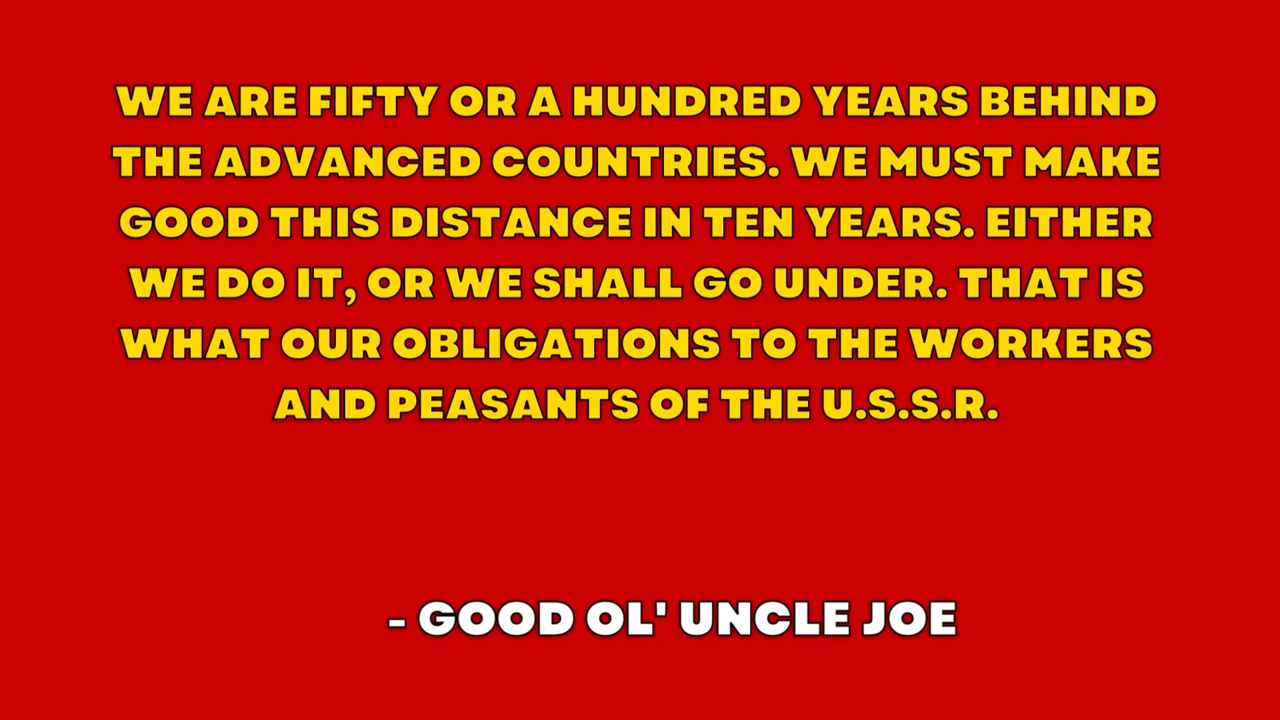 WE ARE FIFTY OR A HUNDRED YEARS BEHIND
THE ADVANCED COUNTRIES. WE MUST MAKE
GOOD THIS DISTANCE IN TEN YEARS. EITHER
WE DO IT, OR WE SHALL GO UNDER. THAT IS
WHAT OUR OBLIGATIONS TO THE WORKERS
AND PEASANTS OF THE U.S.S.R.
- GOOD OL' UNCLE JOE